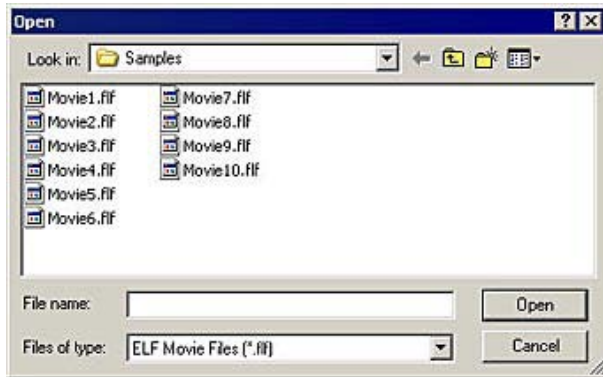 Open
Look in: Samples
Movie1.flf
Movie2.flf
Movie3.flf
Movie4.flf
Movie5.flf
Movie6.flf
Movie7.flf
Movie8.flf
Movie9.flf
Movie10.flf
File name:
Open
Files of type: ELF Movie Files (*.flf)
Cancel